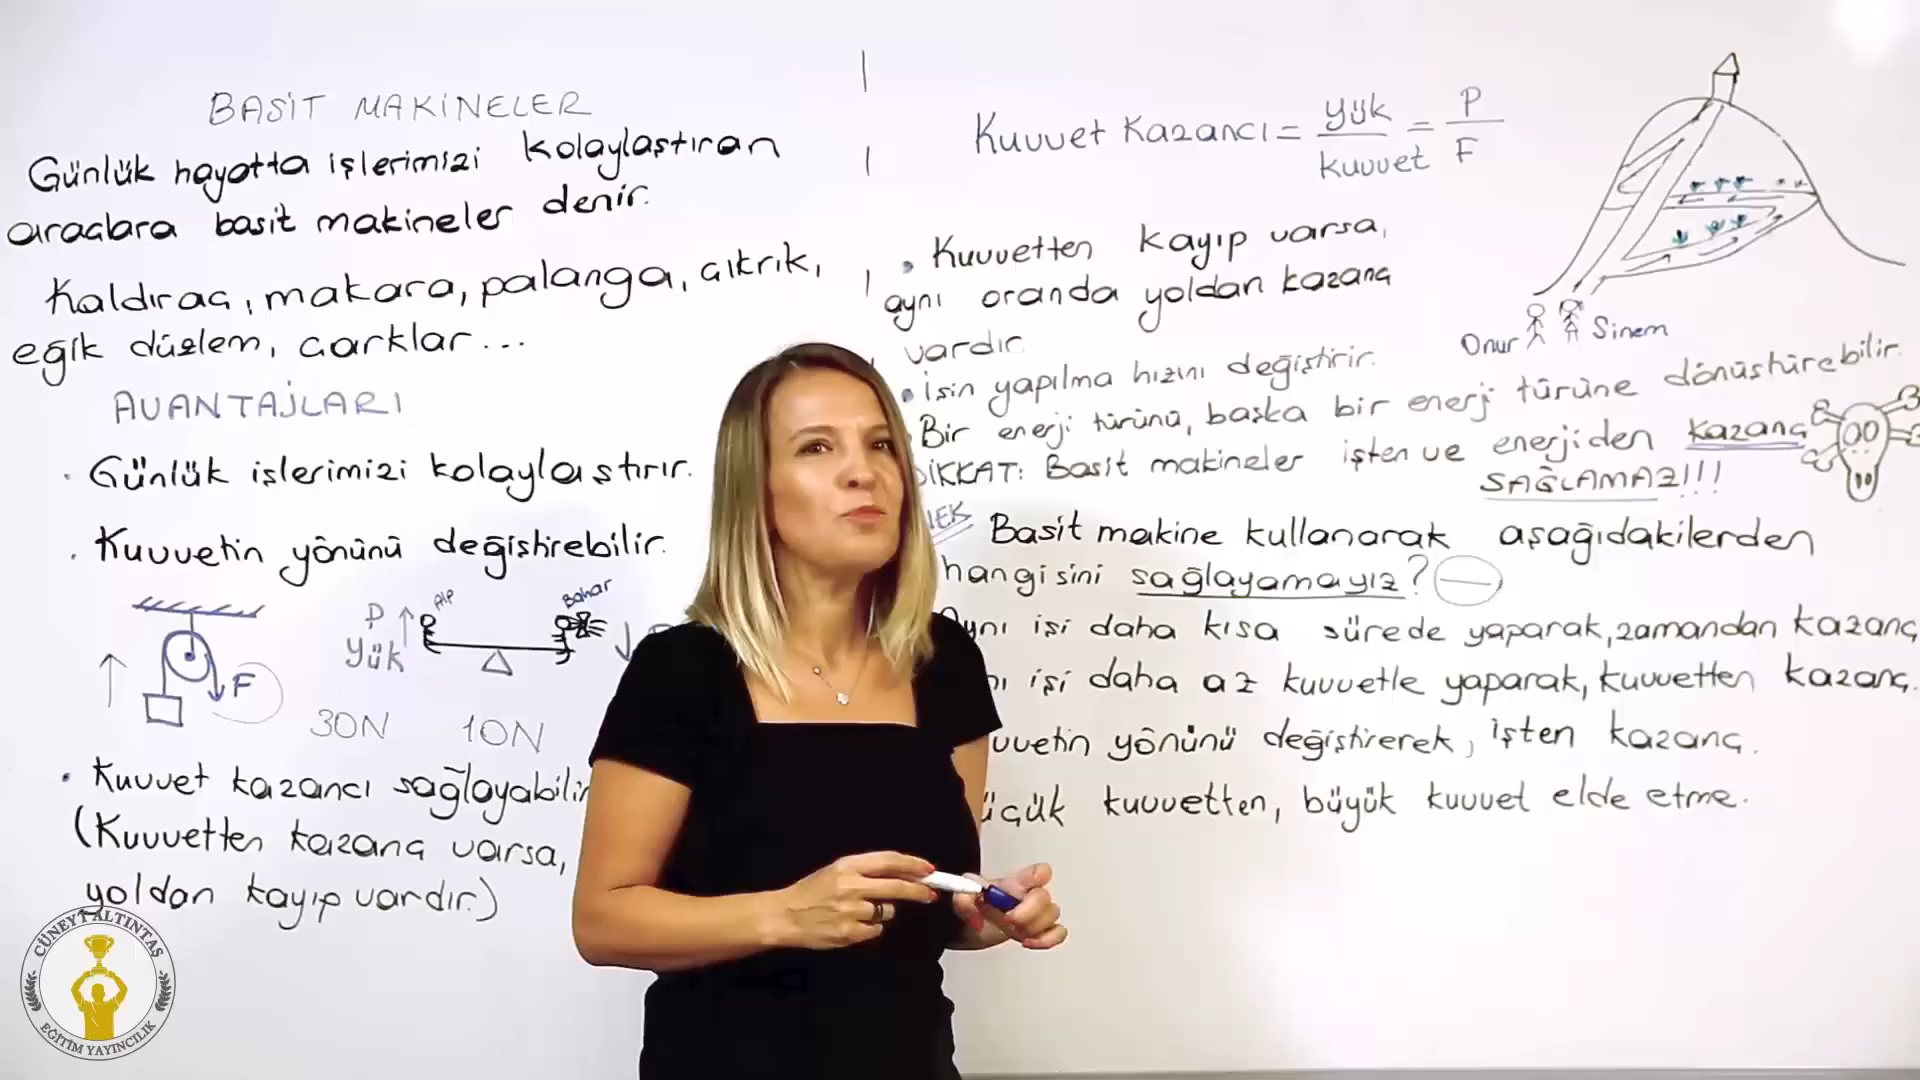 BASİT MAKİNELER
Günlük hayatta işlerimizi kolaylaştıran
araçlara basit makineler denir.
Kaldıraç, makara, palanga, çıkrık,
eğik düzlem, çarklar...
AVANTAJLARI
• Günlük işlerimizi kolaylaştırır.
• Kuvvetin yönünü değiştirebilir.
F
P
Yük
Alp
Bahar
30N 10N
• Kuvvet kazancı sağlayabilir
(Kuvvetten kazanç varsa,
yoldan kayıp vardır.)
Kuvvet Kazancı = yük / kuvvet = P / F
• Kuvvetten kayıp varsa,
aynı oranda yoldan kazanç
vardır.
• İşin yapılma hızını değiştirir.
Bir enerji türünü, başka bir enerji türüne dönüştürebilir.
DİKKAT: Basit makineler işten ve enerjiden kazanç
SAĞLAMAZ!!!
Onur Sinem
NEK Basit makine kullanarak aşağıdakilerden
hangisini sağlayamayız?
Aynı işi daha kısa sürede yaparak, zamandan kazanç
işi daha az kuvvetle yaparak, kuvvetten kazanç.
uvvetin yönünü değiştirerek, işten kazanç.
üçük kuvvetten, büyük kuvvet elde etme.
CÜNEYT ALTINTAŞ
EĞİTİM YAYINCILIK